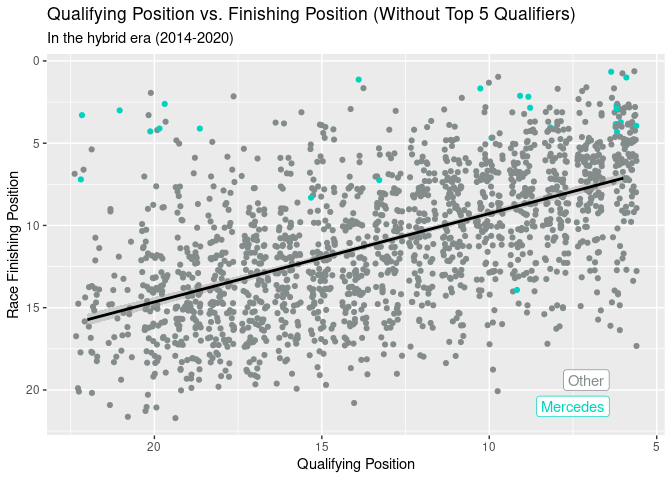 Qualifying Position vs. Finishing Position (Without Top 5 Qualifiers)
In the hybrid era (2014-2020)
0
5
10
15
20
Race Finishing Position
Other
Mercedes
20 15 10 5
Qualifying Position